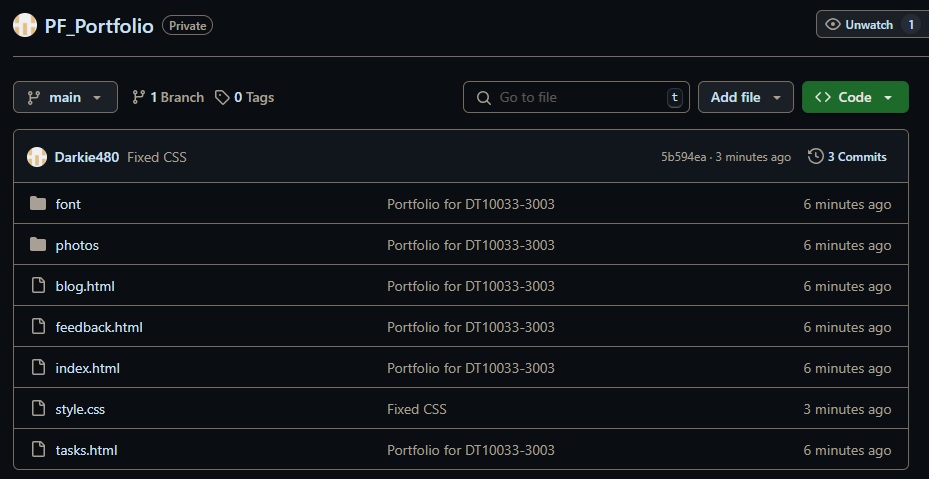 PF_Portfolio Private Unwatch 1
main 1 Branch 0 Tags Go to file t Add file Code
Darkie480 Fixed CSS 5b594ea · 3 minutes ago 3 Commits
font Portfolio for DT10033-3003 6 minutes ago
photos Portfolio for DT10033-3003 6 minutes ago
blog.html Portfolio for DT10033-3003 6 minutes ago
feedback.html Portfolio for DT10033-3003 6 minutes ago
index.html Portfolio for DT10033-3003 6 minutes ago
style.css Fixed CSS 3 minutes ago
tasks.html Portfolio for DT10033-3003 6 minutes ago